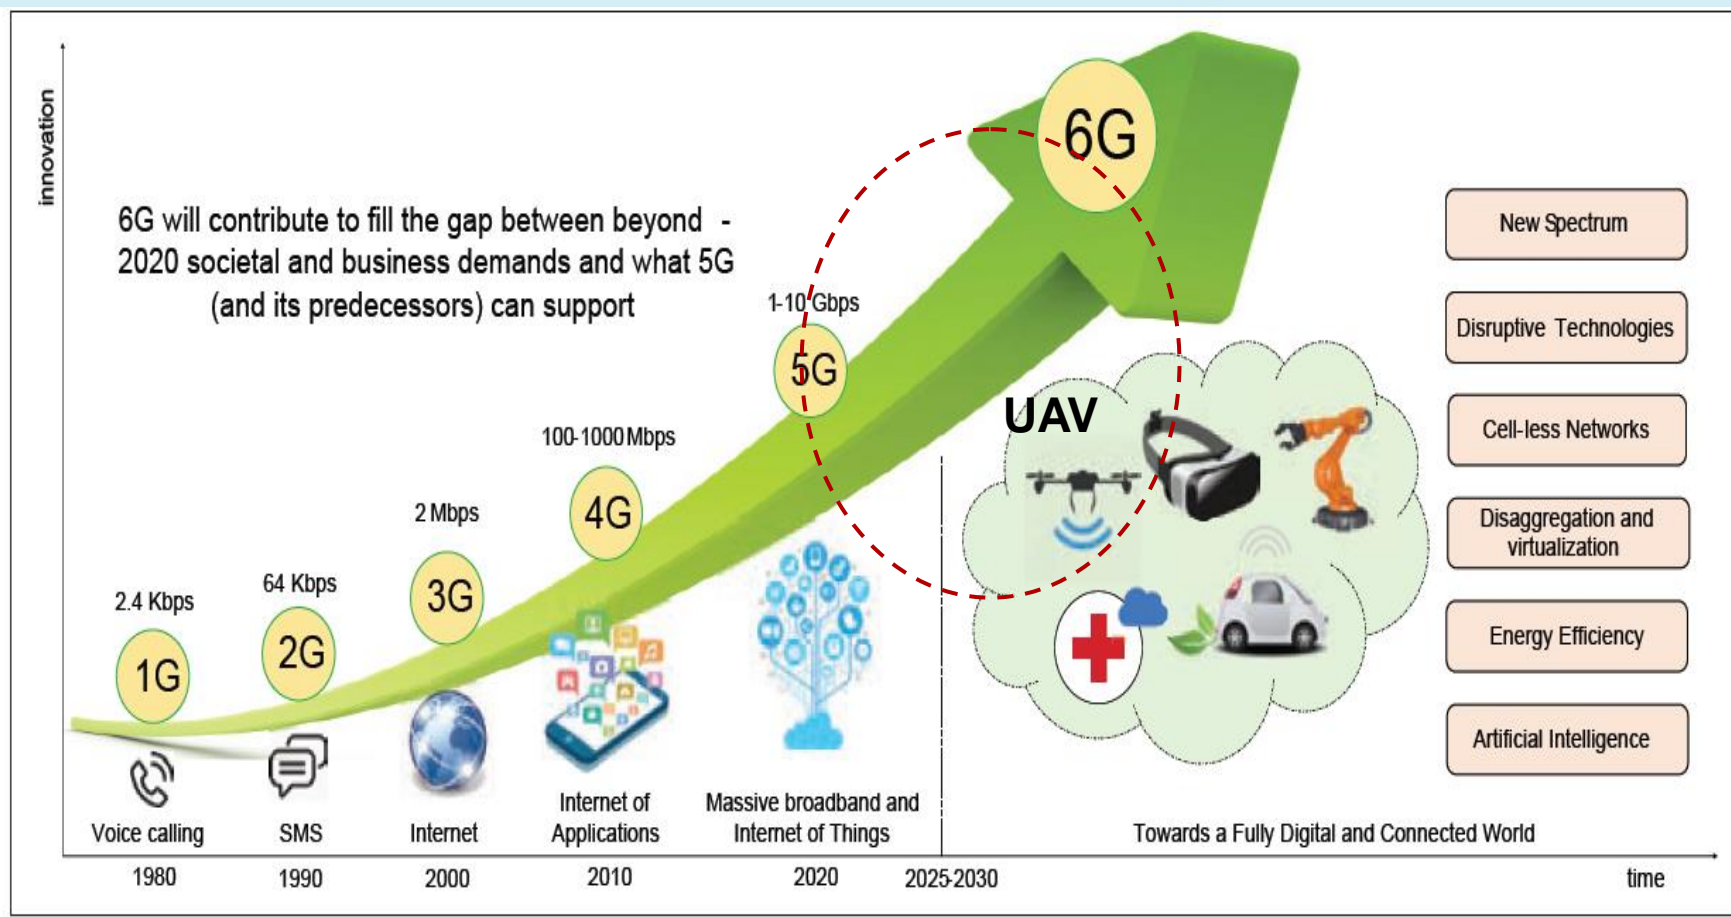 innovation
6G will contribute to fill the gap between beyond -
2020 societal and business demands and what 5G
(and its predecessors) can support
2.4 Kbps
1G
64 Kbps
2G
2 Mbps
3G
100-1000 Mbps
4G
1-10 Gbps
5G
6G
UAV
New Spectrum
Disruptive Technologies
Cell-less Networks
Disaggregation and
virtualization
Energy Efficiency
Artificial Intelligence
Voice calling
SMS
Internet
Internet of
Applications
Massive broadband and
Internet of Things
Towards a Fully Digital and Connected World
1980
1990
2000
2010
2020
2025-2030
time